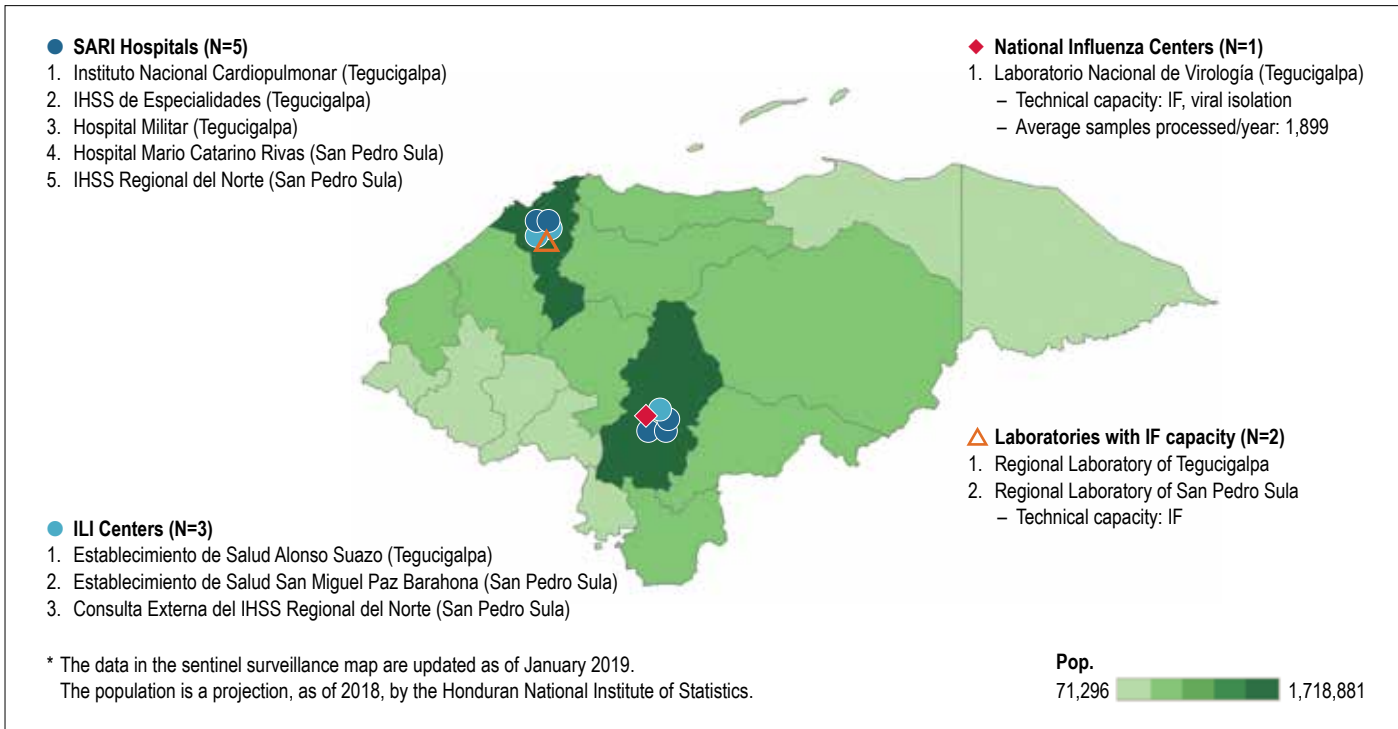 SARI Hospitals (N=5)
1. Instituto Nacional Cardiopulmonar (Tegucigalpa)
2. IHSS de Especialidades (Tegucigalpa)
3. Hospital Militar (Tegucigalpa)
4. Hospital Mario Catarino Rivas (San Pedro Sula)
5. IHSS Regional del Norte (San Pedro Sula)
National Influenza Centers (N=1)
1. Laboratorio Nacional de Virología (Tegucigalpa)
– Technical capacity: IF, viral isolation
– Average samples processed/year: 1,899
Laboratories with IF capacity (N=2)
1. Regional Laboratory of Tegucigalpa
2. Regional Laboratory of San Pedro Sula
– Technical capacity: IF
ILI Centers (N=3)
1. Establecimiento de Salud Alonso Suazo (Tegucigalpa)
2. Establecimiento de Salud San Miguel Paz Barahona (San Pedro Sula)
3. Consulta Externa del IHSS Regional del Norte (San Pedro Sula)
* The data in the sentinel surveillance map are updated as of January 2019.
The population is a projection, as of 2018, by the Honduran National Institute of Statistics.
Pop.
71,296 1,718,881